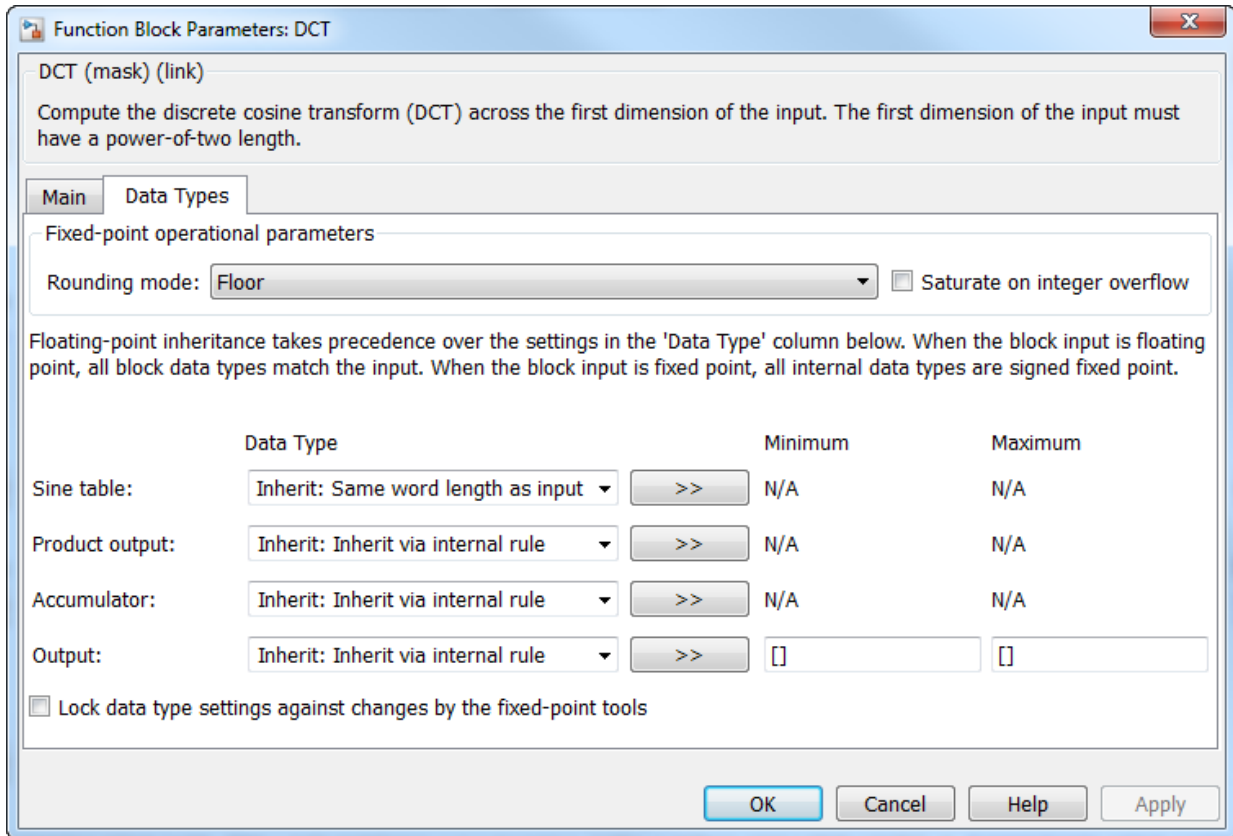 Function Block Parameters: DCT
DCT (mask) (link)
Compute the discrete cosine transform (DCT) across the first dimension of the input. The first dimension of the input must
have a power-of-two length.
Main Data Types
Fixed-point operational parameters
Rounding mode: Floor Saturate on integer overflow
Floating-point inheritance takes precedence over the settings in the 'Data Type' column below. When the block input is floating
point, all block data types match the input. When the block input is fixed point, all internal data types are signed fixed point.
Data Type Minimum Maximum
Sine table: Inherit: Same word length as input >> N/A N/A
Product output: Inherit: Inherit via internal rule >> N/A N/A
Accumulator: Inherit: Inherit via internal rule >> N/A N/A
Output: Inherit: Inherit via internal rule >> [] []
Lock data type settings against changes by the fixed-point tools
OK Cancel Help Apply